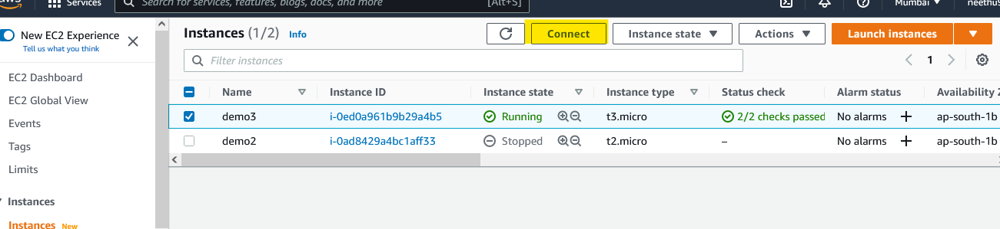 aws Services Search for services, features, blogs, docs, and more [Alt+S] Mumbai ▼
New EC2 Experience
Tell us what you think
EC2 Dashboard
EC2 Global View
Events
Tags
Limits
Instances
Instances New
Instances (1/2) Info Connect Instance state ▼ Actions ▼ Launch instances ▼
Filter instances
1
Name Instance ID Instance state Instance type Status check Alarm status Availability Z
demo3 i-0ed0a961b9b29a4b5 Running t3.micro 2/2 checks passed No alarms + ap-south-1b
demo2 i-0ad8429a4bc1aff33 Stopped t2.micro – No alarms + ap-south-1b